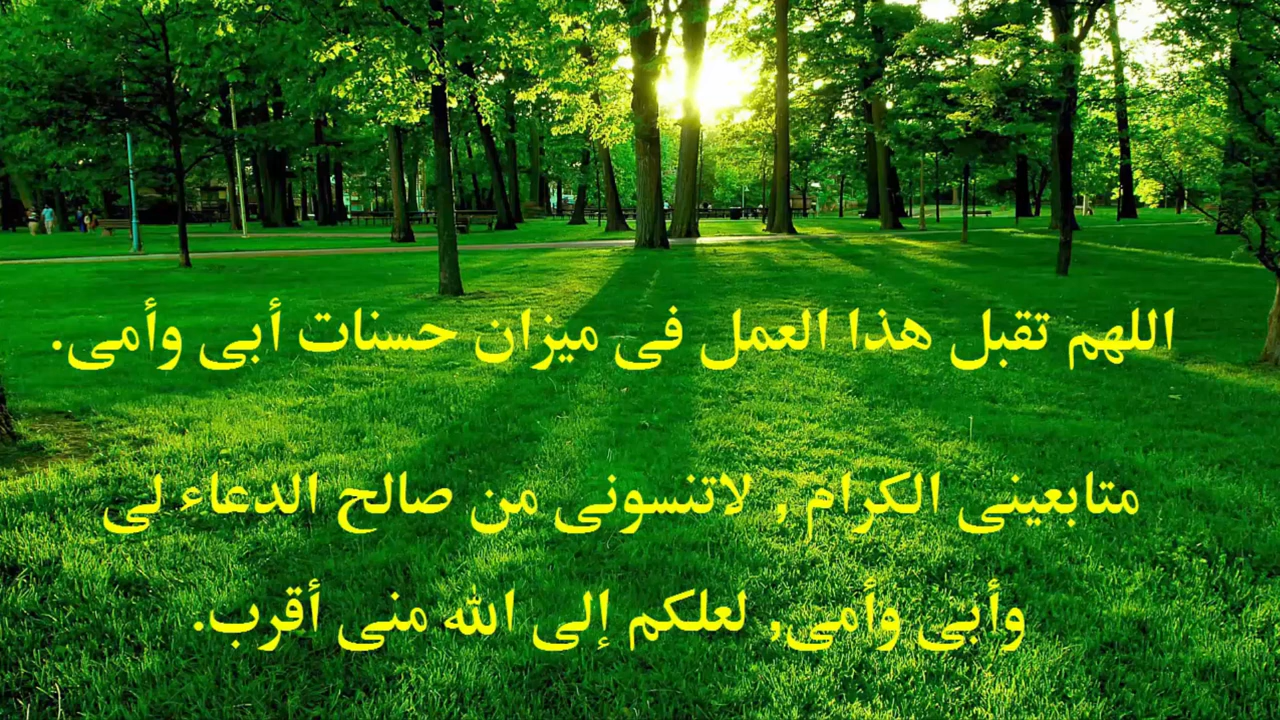 اللهم تقبل هذا العمل فى ميزان حسنات أبى وأمى.
متابعينى الكرام , لاتنسونى من صالح الدعاء لى
وأبى وأمى, لعلكم إلى الله منى أقرب.